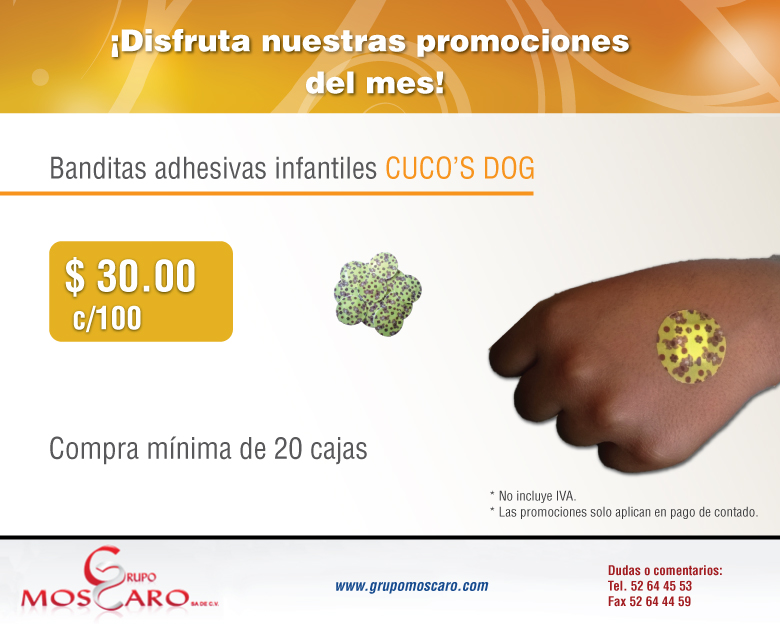 ¡Disfruta nuestras promociones
del mes!
Banditas adhesivas infantiles CUCO'S DOG
$ 30.00
c/100
Compra mínima de 20 cajas
* No incluye IVA.
* Las promociones solo aplican en pago de contado.
GRUPO
MOSCARO SA DE C.V.
www.grupomoscaro.com
Dudas o comentarios:
Tel. 52 64 45 53
Fax 52 64 44 59